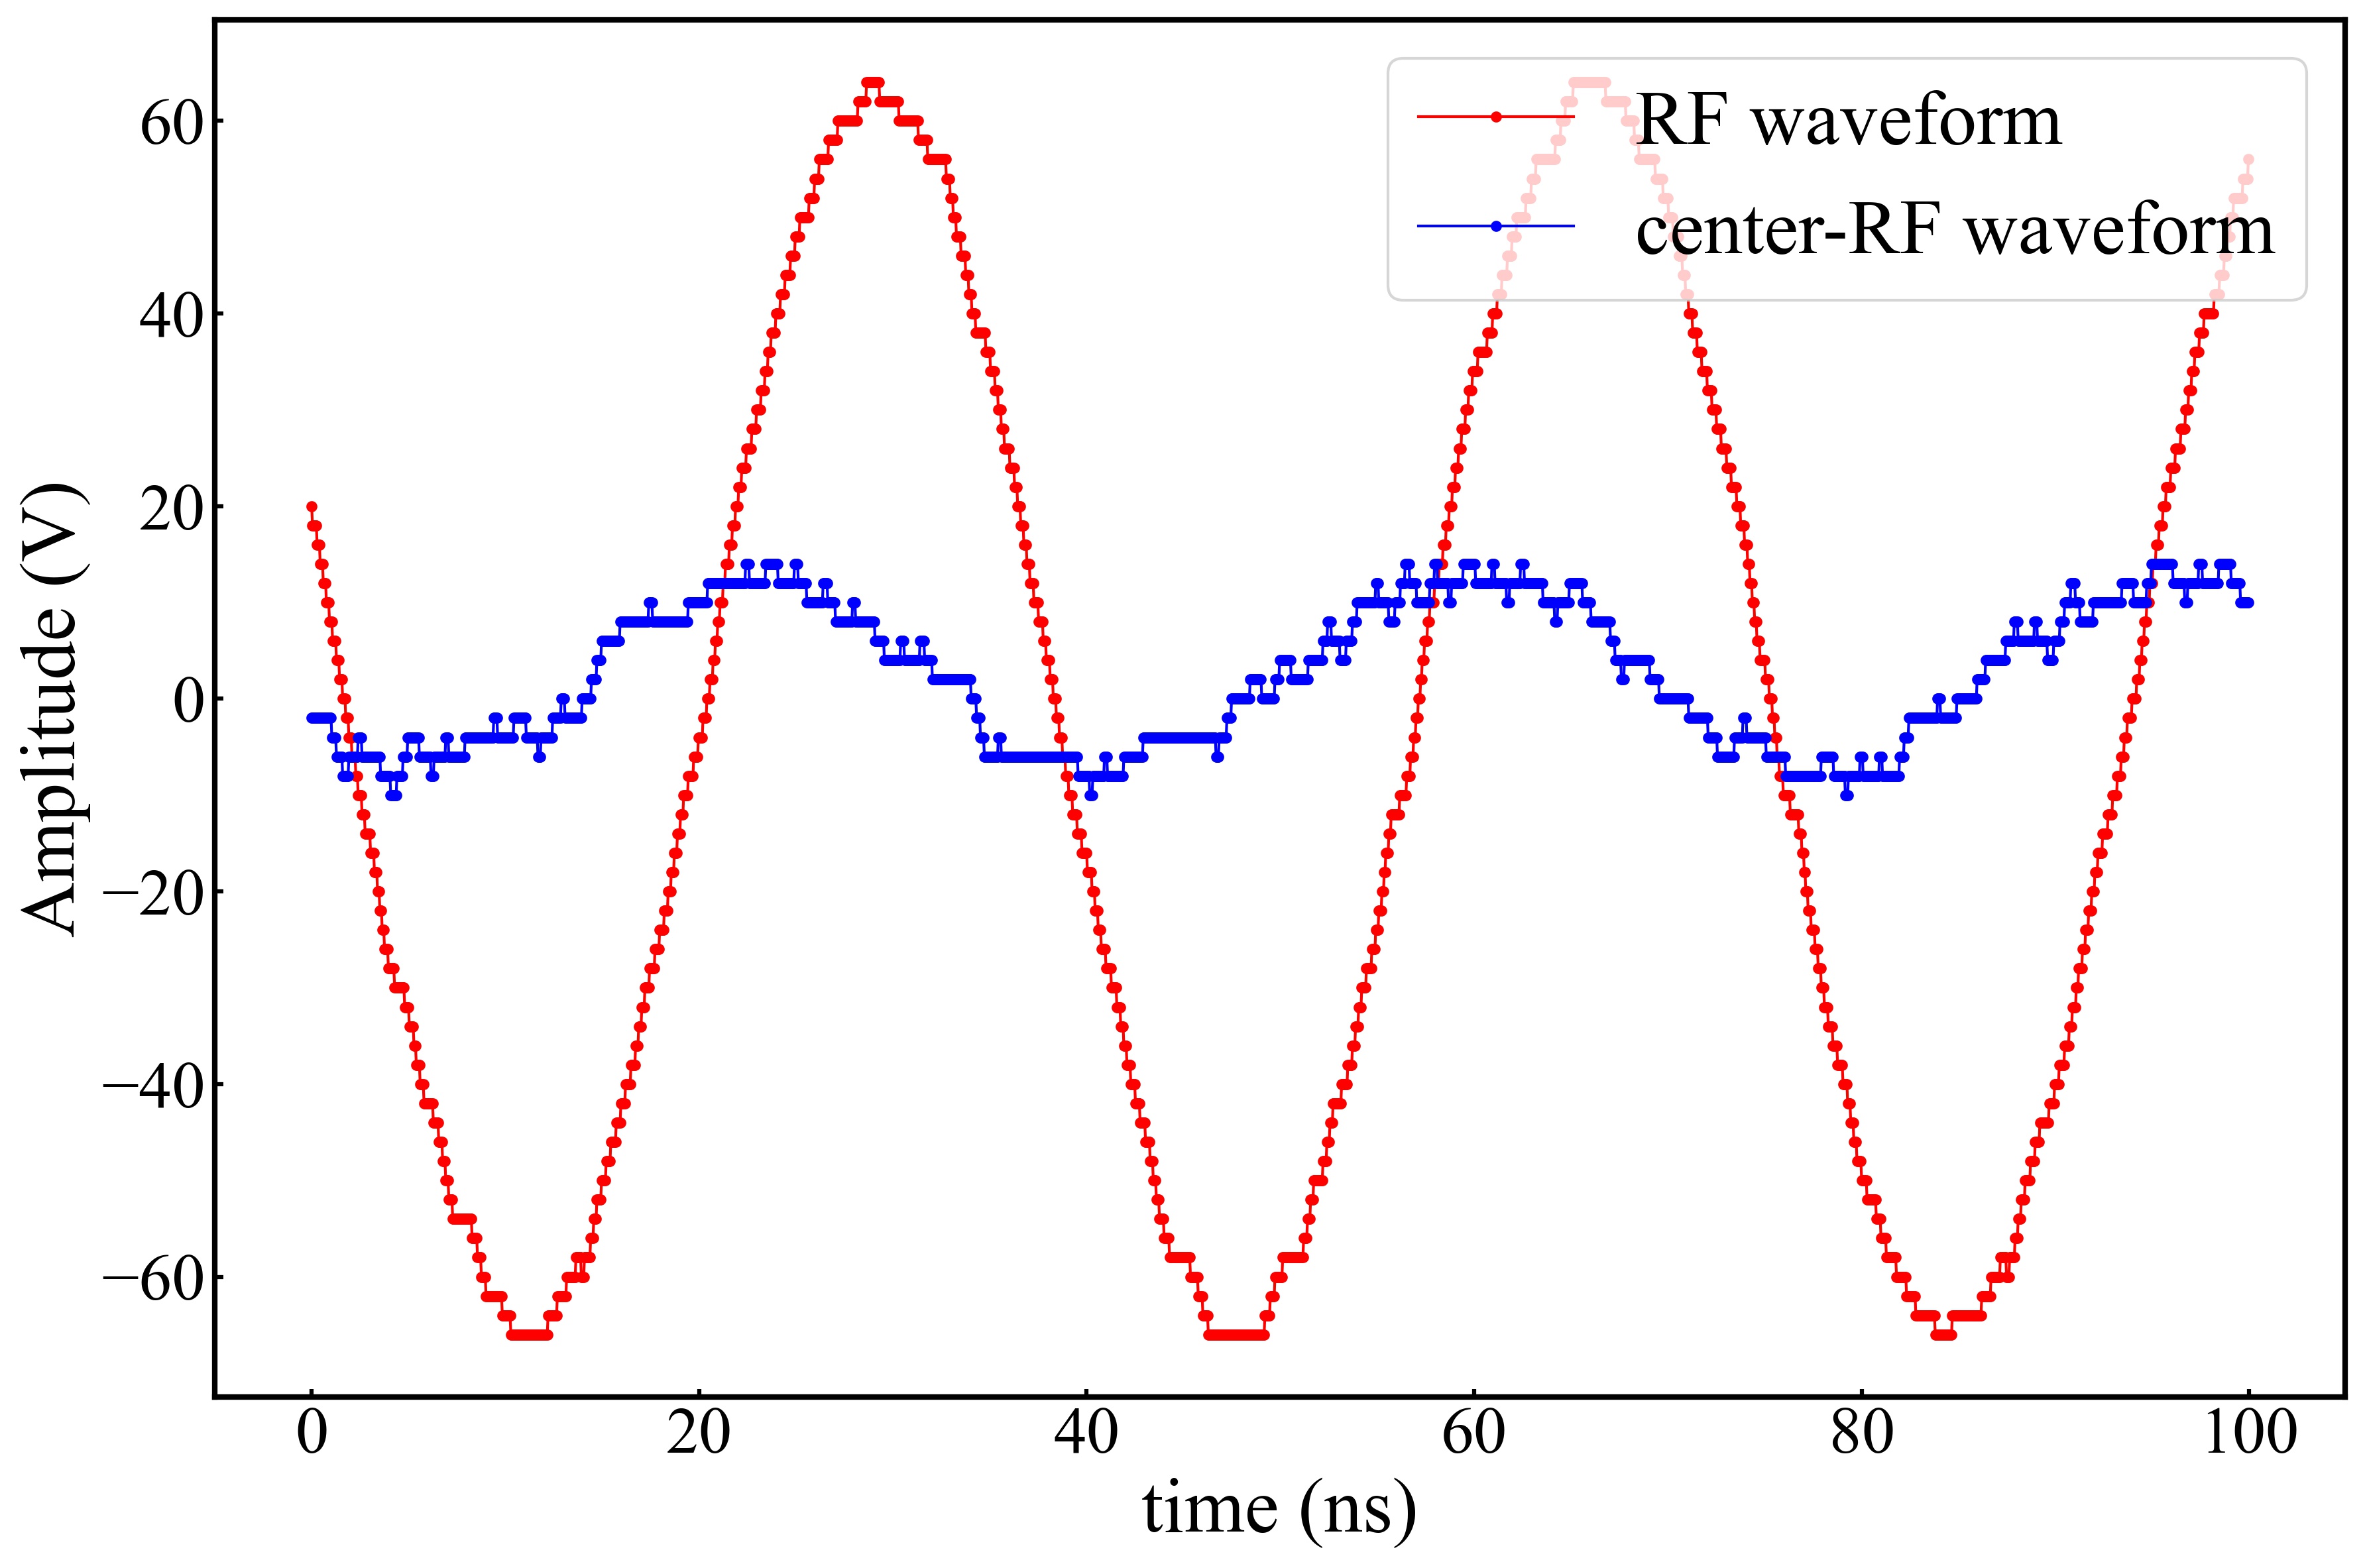 RF waveform
center-RF waveform
60
40
20
0
−20
−40
−60
Amplitude (V)
0 20 40 60 80 100
time (ns)